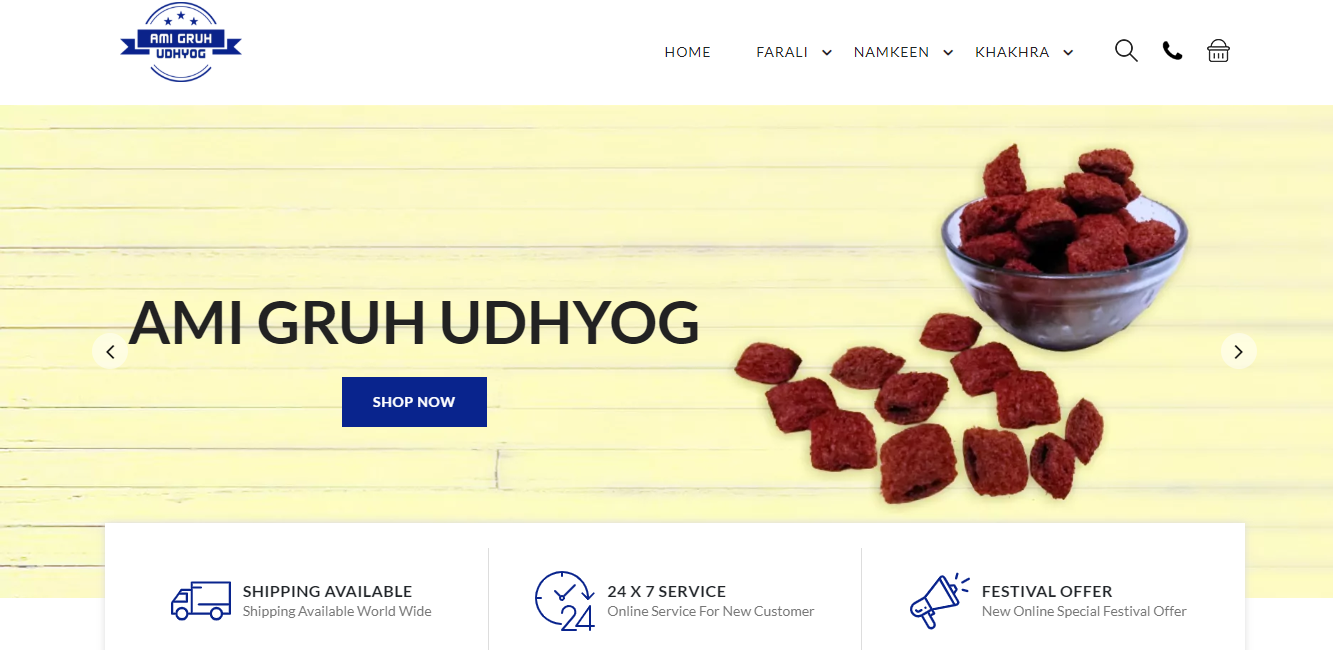 AMI GRUH
UDHYOG
HOME
FARALI
NAMKEEN
KHAKHRA
AMI GRUH UDHYOG
SHOP NOW
SHIPPING AVAILABLE
Shipping Available World Wide
24
24 X 7 SERVICE
Online Service For New Customer
FESTIVAL OFFER
New Online Special Festival Offer